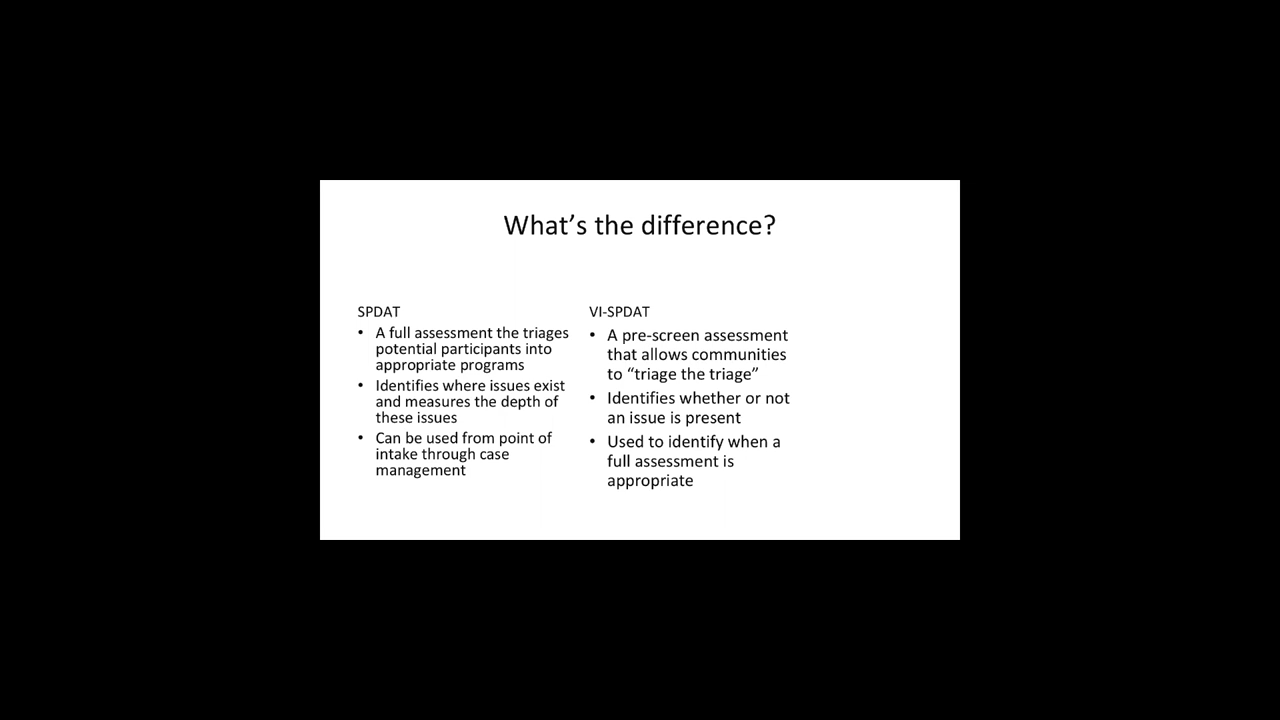 What’s the difference?
SPDAT
• A full assessment the triages
potential participants into
appropriate programs
• Identifies where issues exist
and measures the depth of
these issues
• Can be used from point of
intake through case
management
VI-SPDAT
• A pre-screen assessment
that allows communities
to “triage the triage”
• Identifies whether or not
an issue is present
• Used to identify when a
full assessment is
appropriate